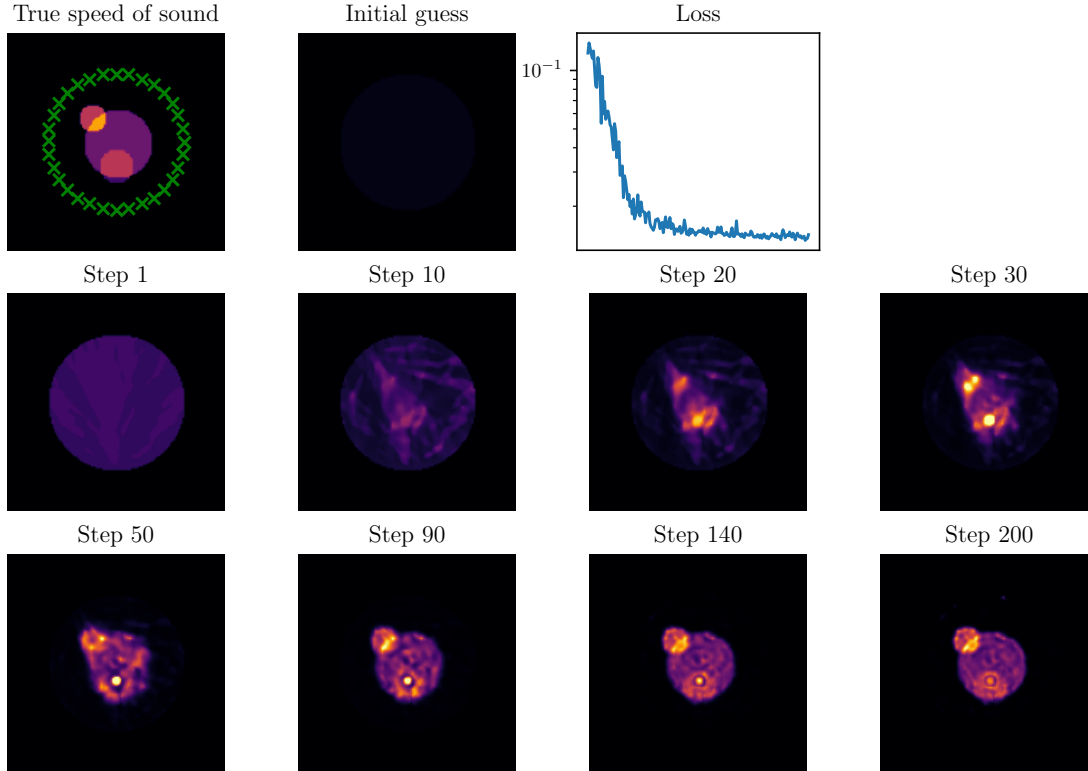 True speed of sound
Initial guess
Loss
10⁻¹
Step 1
Step 10
Step 20
Step 30
Step 50
Step 90
Step 140
Step 200